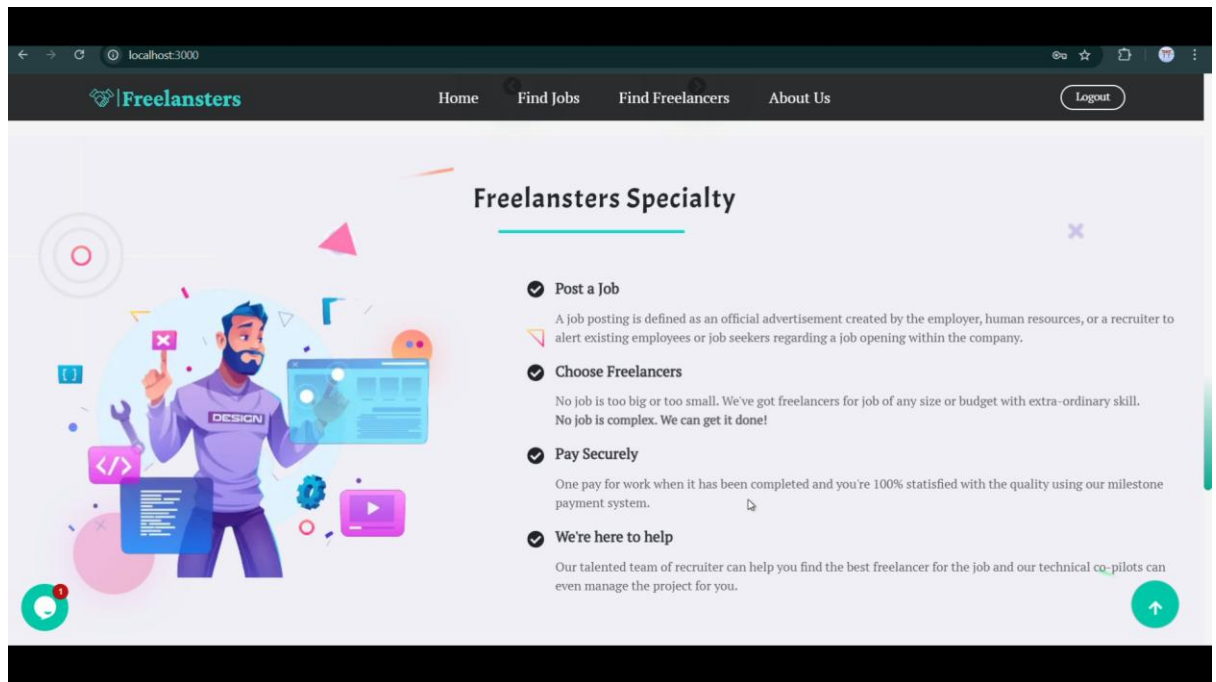 localhost:3000
Freelansters
Home Find Jobs Find Freelancers About Us Logout
Freelansters Specialty
Post a Job
A job posting is defined as an official advertisement created by the employer, human resources, or a recruiter to
alert existing employees or job seekers regarding a job opening within the company.
Choose Freelancers
No job is too big or too small. We've got freelancers for job of any size or budget with extra-ordinary skill.
No job is complex. We can get it done!
Pay Securely
One pay for work when it has been completed and you're 100% statisfied with the quality using our milestone
payment system.
We're here to help
Our talented team of recruiter can help you find the best freelancer for the job and our technical co-pilots can
even manage the project for you.
DESIGN
[ ]
</>
1